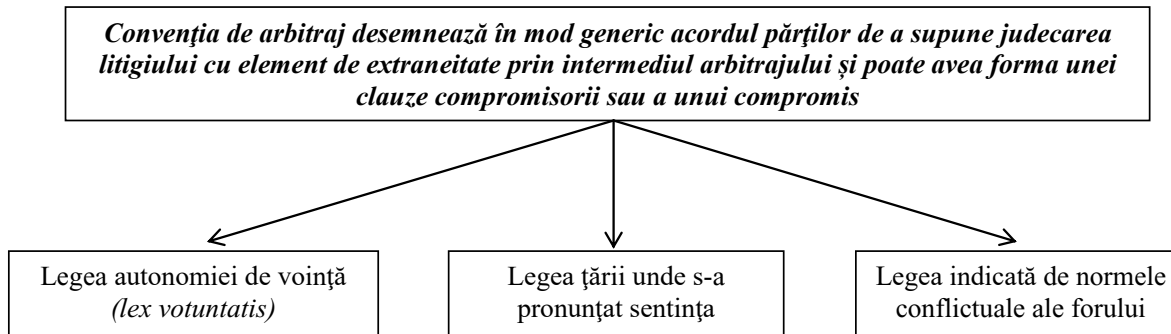 Convenţia de arbitraj desemnează în mod generic acordul părţilor de a supune judecarea
litigiului cu element de extraneitate prin intermediul arbitrajului și poate avea forma unei
clauze compromisorii sau a unui compromis
Legea autonomiei de voinţă
(lex votuntatis)
Legea ţării unde s-a
pronunţat sentinţa
Legea indicată de normele
conflictuale ale forului